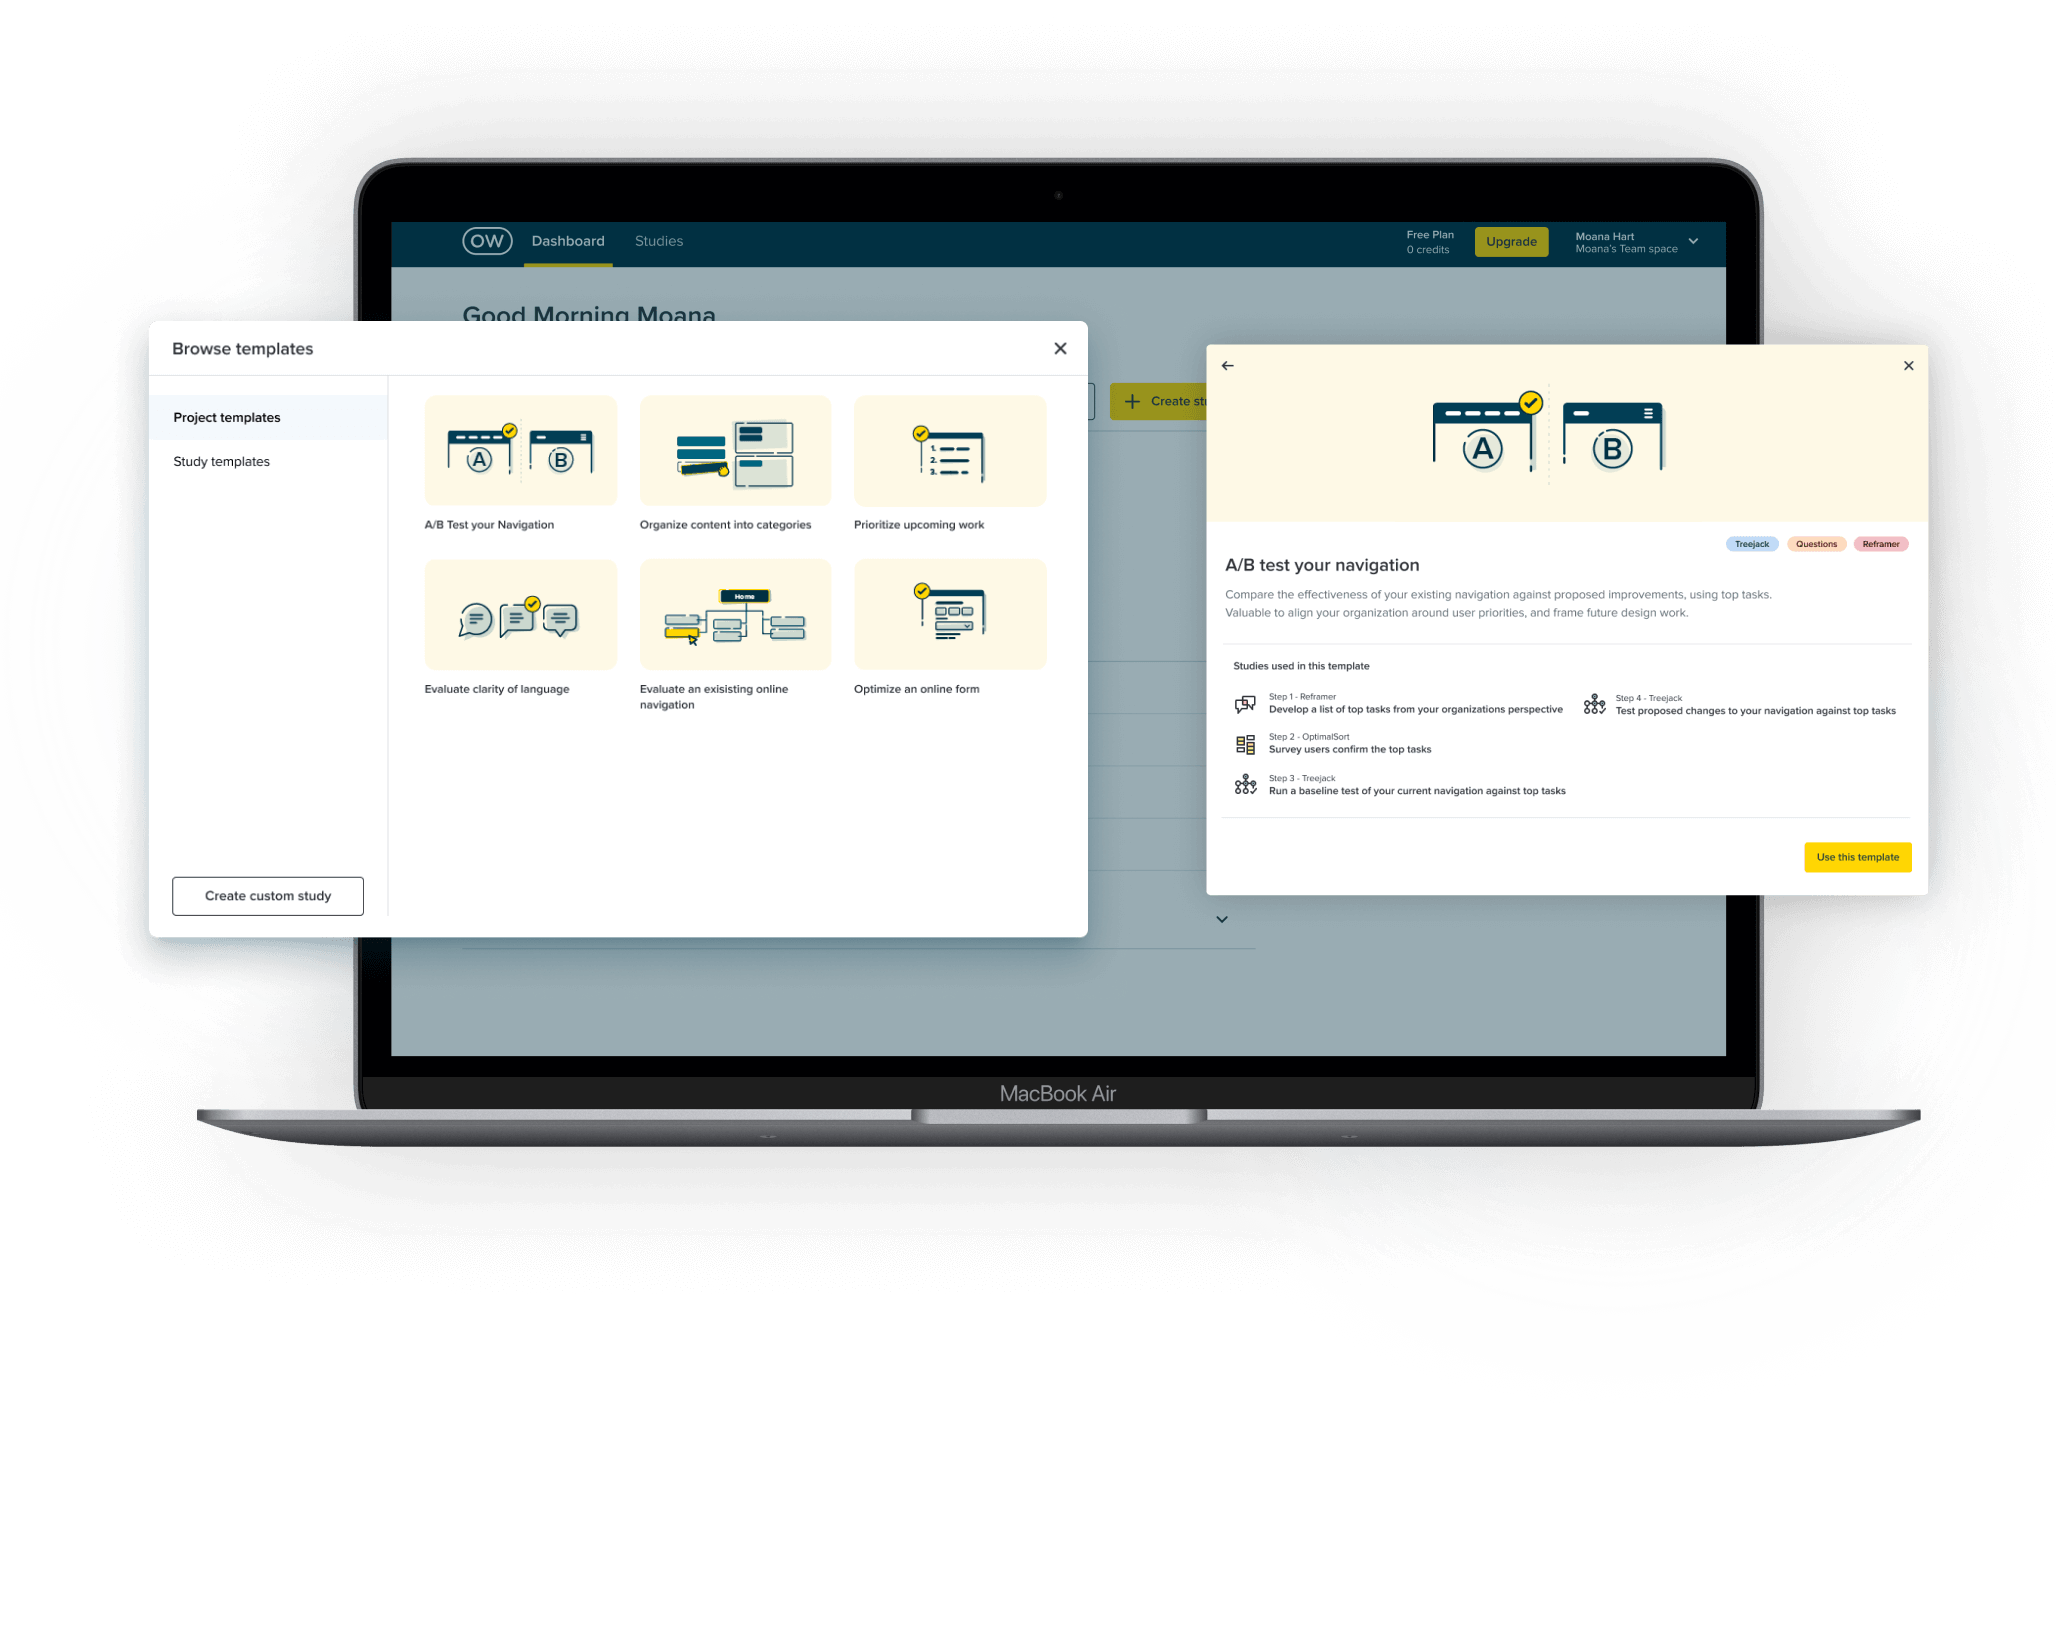 OW
Dashboard
Studies
Free Plan
0 credits
Upgrade
Moana Hart
Moana's Team space
Good Morning Moana
Browse templates
Project templates
Study templates
A
B
A/B Test your Navigation
Organize content into categories
1.
2.
3.
Prioritize upcoming work
Evaluate clarity of language
Home
Evaluate an exisisting online
navigation
Optimize an online form
Create custom study
Create
A
B
Treejack
Questions
Reframer
A/B test your navigation
Compare the effectiveness of your existing navigation against proposed improvements, using top tasks.
Valuable to align your organization around user priorities, and frame future design work.
Studies used in this template
Step 1 - Reframer
Develop a list of top tasks from your organizations perspective
Step 2 - OptimalSort
Survey users confirm the top tasks
Step 3 - Treejack
Run a baseline test of your current navigation against top tasks
Step 4 - Treejack
Test proposed changes to your navigation against top tasks
Use this template
MacBook Air